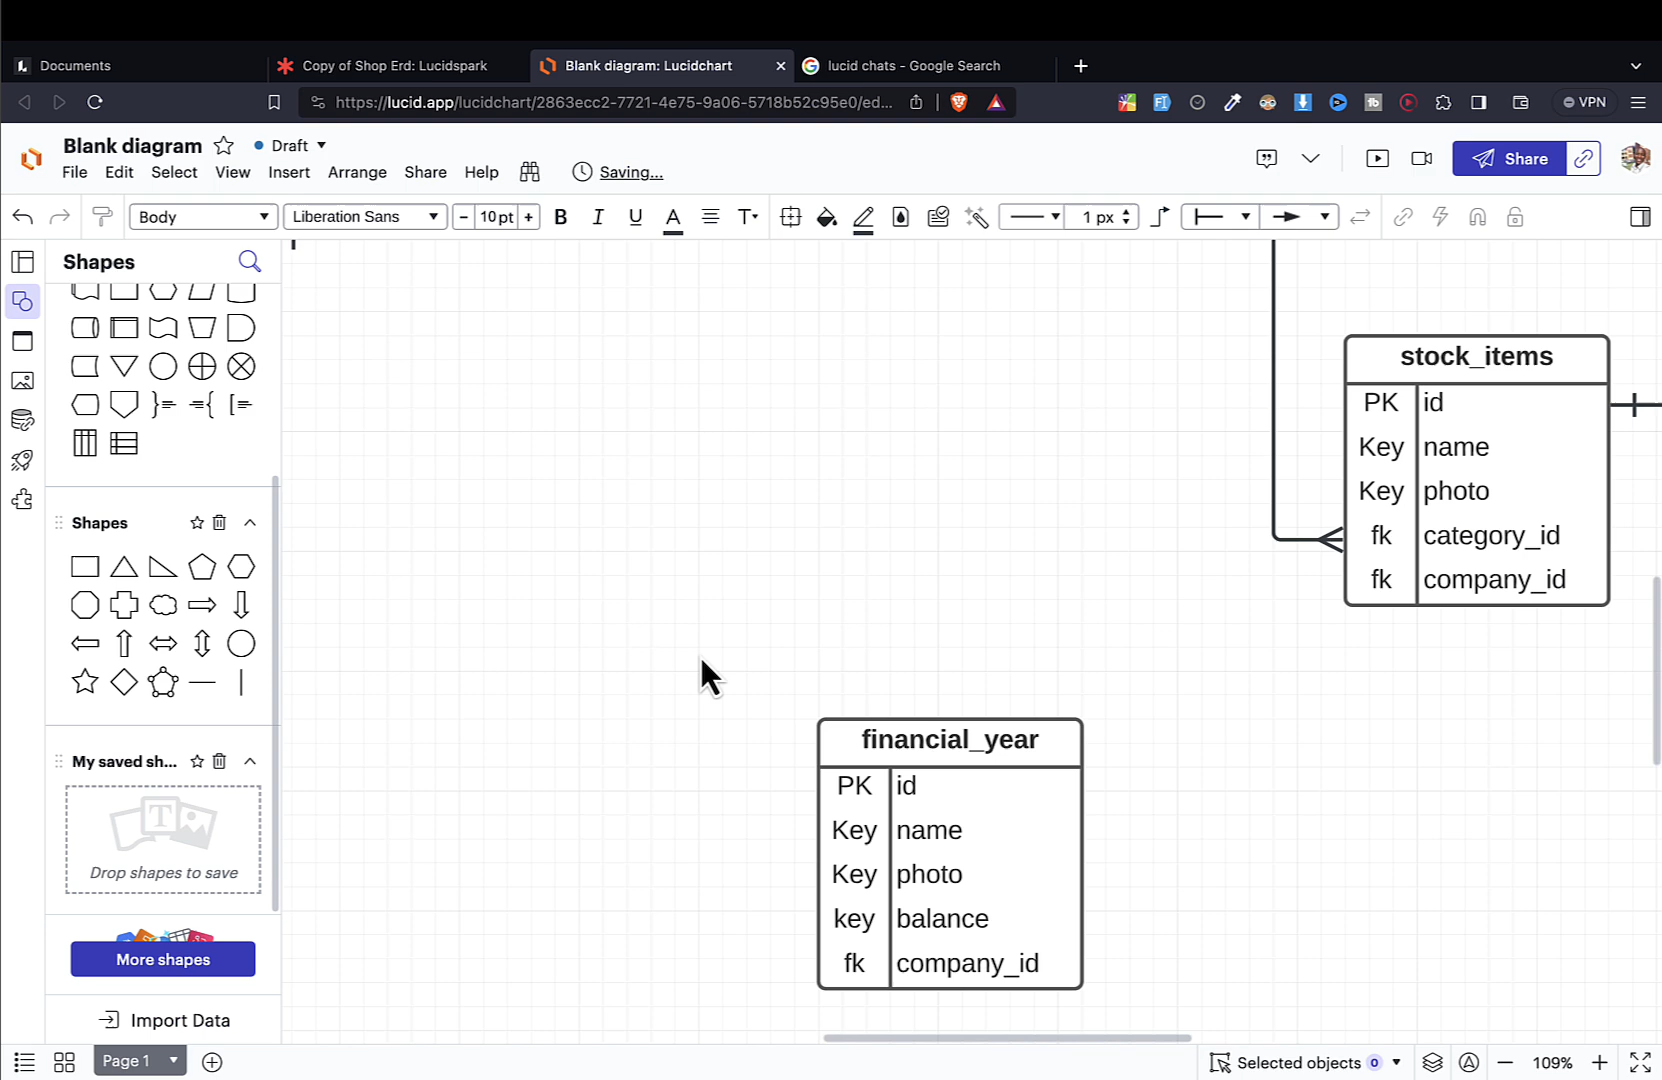 Documents
Copy of Shop Erd: Lucidspark
Blank diagram: Lucidchart
lucid chats - Google Search
https://lucid.app/lucidchart/2863ecc2-7721-4e75-9a06-5718b52c95e0/ed...
VPN
Blank diagram
Draft
File
Edit
Select
View
Insert
Arrange
Share
Help
Saving...
Share
Body
Liberation Sans
10 pt
B
I
U
A
T
1 px
Shapes
Shapes
My saved sh...
T
Drop shapes to save
More shapes
Import Data
stock_items
PK id
Key name
Key photo
fk category_id
fk company_id
financial_year
PK id
Key name
Key photo
key balance
fk company_id
Page 1
Selected objects 0
109%